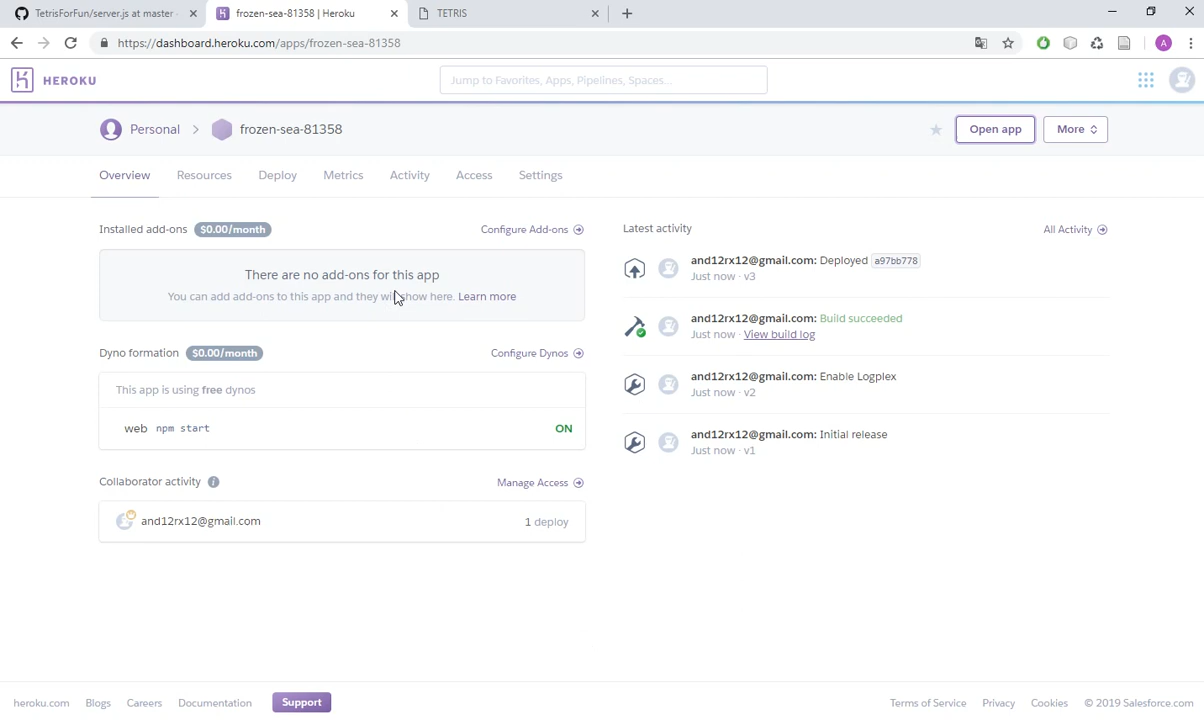 TetrisForFun/server.js at master
frozen-sea-81358 | Heroku
TETRIS
https://dashboard.heroku.com/apps/frozen-sea-81358
A
HEROKU
Jump to Favorites, Apps, Pipelines, Spaces...
Personal
frozen-sea-81358
Open app
More
Overview
Resources
Deploy
Metrics
Activity
Access
Settings
Installed add-ons $0.00/month
Configure Add-ons
There are no add-ons for this app
You can add add-ons to this app and they will show here. Learn more
Dyno formation $0.00/month
Configure Dynos
This app is using free dynos
web npm start
ON
Collaborator activity
Manage Access
and12rx12@gmail.com
1 deploy
Latest activity
All Activity
and12rx12@gmail.com: Deployed a97bb778
Just now · v3
and12rx12@gmail.com: Build succeeded
Just now · View build log
and12rx12@gmail.com: Enable Logplex
Just now · v2
and12rx12@gmail.com: Initial release
Just now · v1
heroku.com
Blogs
Careers
Documentation
Support
Terms of Service
Privacy
Cookies
© 2019 Salesforce.com